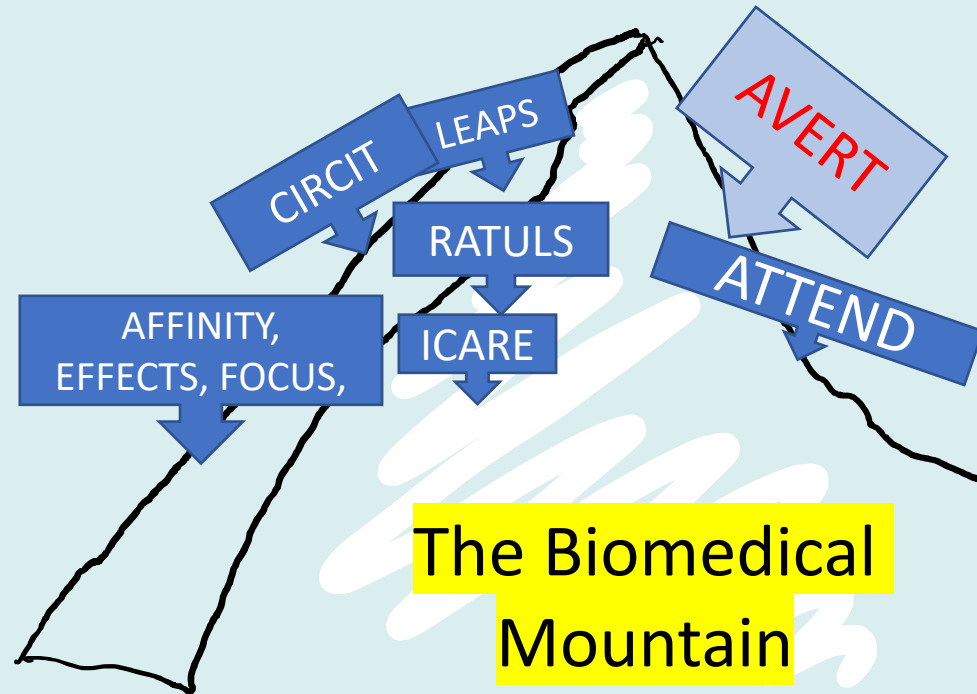 LEAPS
CIRCIT
AVERT
RATULS
ATTEND
AFFINITY,
EFFECTS, FOCUS,
ICARE
The Biomedical
Mountain